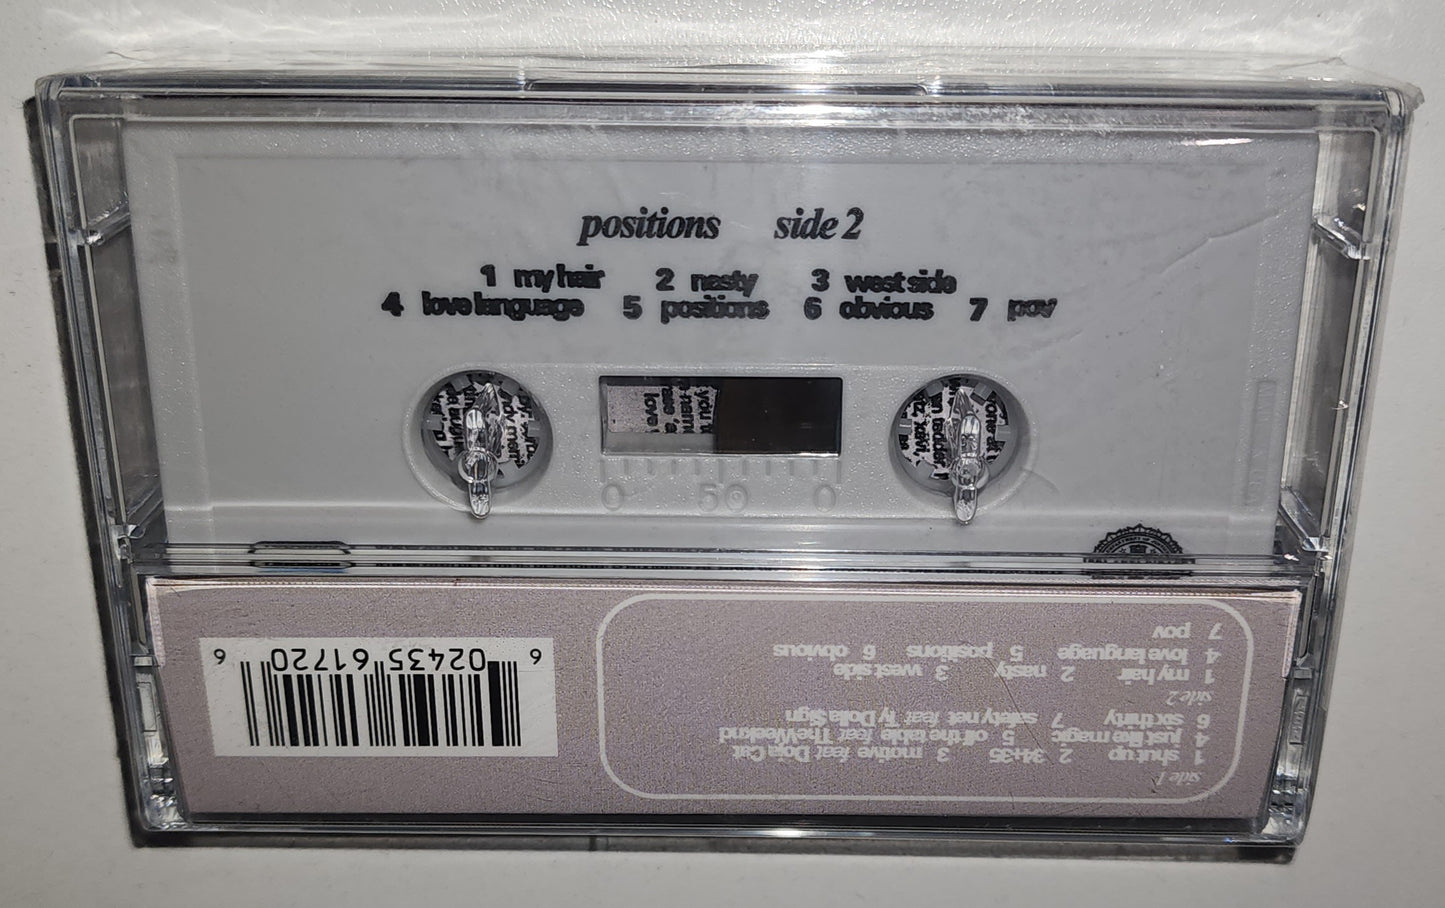 positions side 2
1 my hair 2 nasty 3 west side
4 love language 5 positions 6 obvious 7 pov
0 50 0
side 1
1 shut up 2 34+35 3 motive feat Doja Cat
4 just like magic 5 off the table feat The Weeknd
6 six thirty 7 safety net feat Ty Dolla $ign
side 2
1 my hair 2 nasty 3 west side
4 love language 5 positions 6 obvious
7 pov
6 02435 61720 6